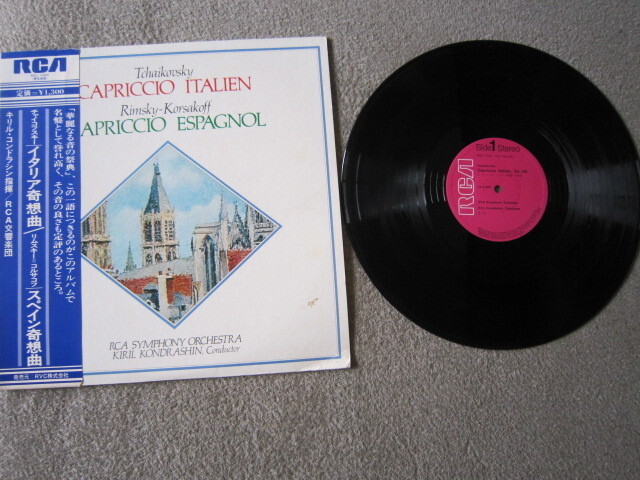 RCA
定価—¥1,300
「華麗なる音の祭典」、この一語につきるのがこのアルバムで
名盤として誉れ高く、その音の良さも定評のあるところ。
チャイコフスキー/イタリア奇想曲/リムスキー=コルサコフ/スペイン奇想曲
キリル・コンドラシン指揮/RCA交響楽団
発売元 RVC株式会社
Tchaikovsky
CAPRICCIO ITALIEN
Rimsky-Korsakoff
APRICCIO ESPAGNOL
RCA SYMPHONY ORCHESTRA
KIRIL KONDRASHIN, Conductor
Side 1 Stereo
RCA